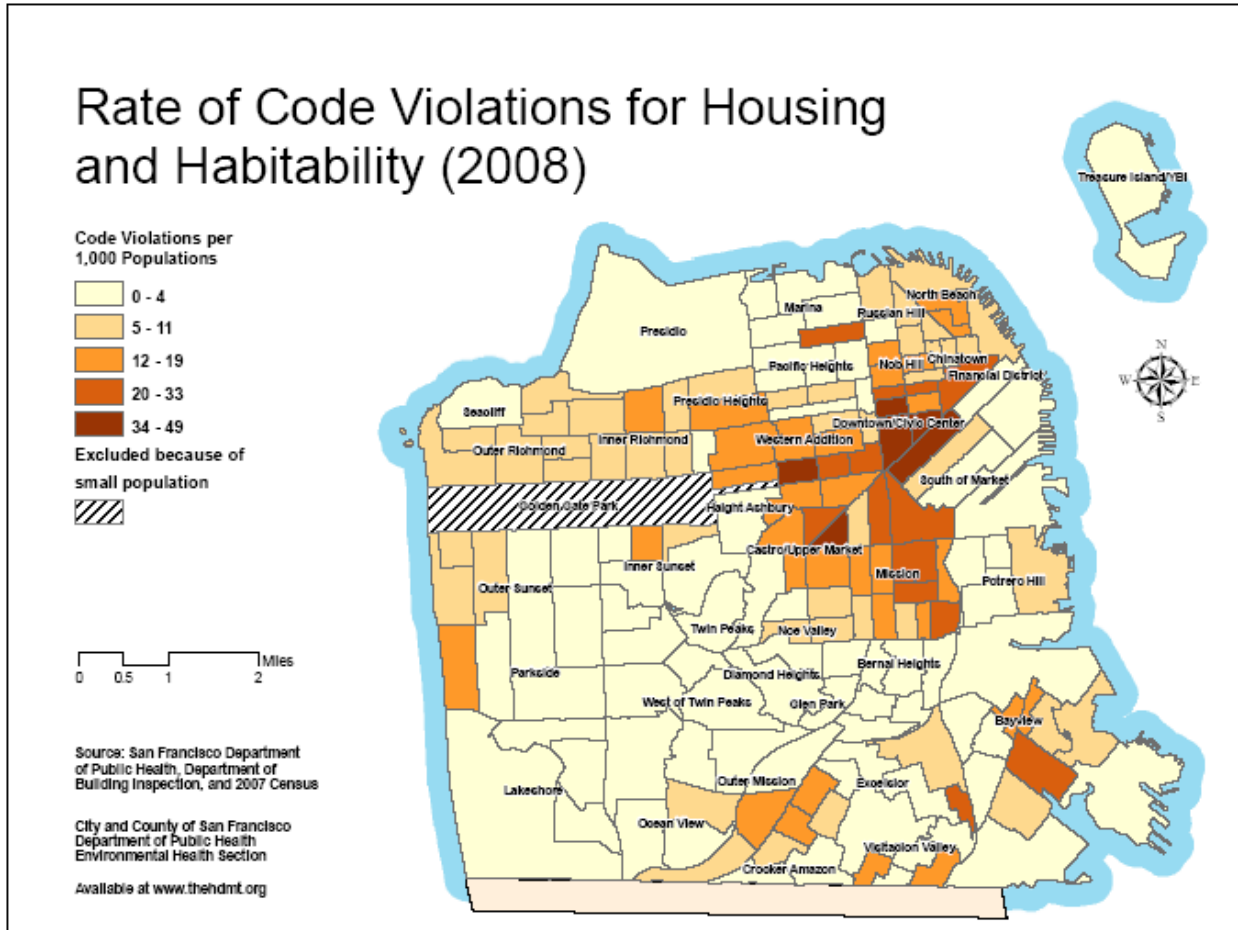 Rate of Code Violations for Housing
and Habitability (2008)
Code Violations per
1,000 Populations
0 - 4
5 - 11
12 - 19
20 - 33
34 - 49
Excluded because of
small population
Treasure Island/YBI
N
W
E
S
Marina
North Beach
Russian Hill
Presidio
Chinatown
Pacific Heights
Nob Hill
Financial District
Seacliff
Presidio Heights
Downtown/Civic Center
Inner Richmond
Western Addition
Outer Richmond
South of Market
Golden Gate Park
Haight Ashbury
Castro/Upper Market
Inner Sunset
Mission
Potrero Hill
Outer Sunset
Twin Peaks
Noe Valley
Bernal Heights
Parkside
Diamond Heights
West of Twin Peaks
Glen Park
Bayview
Outer Mission
Excelsior
Lakeshore
Ocean View
Visitacion Valley
Crocker Amazon
Miles
0 0.5 1 2
Source: San Francisco Department
of Public Health, Department of
Building Inspection, and 2007 Census
City and County of San Francisco
Department of Public Health
Environmental Health Section
Available at www.thehdmt.org